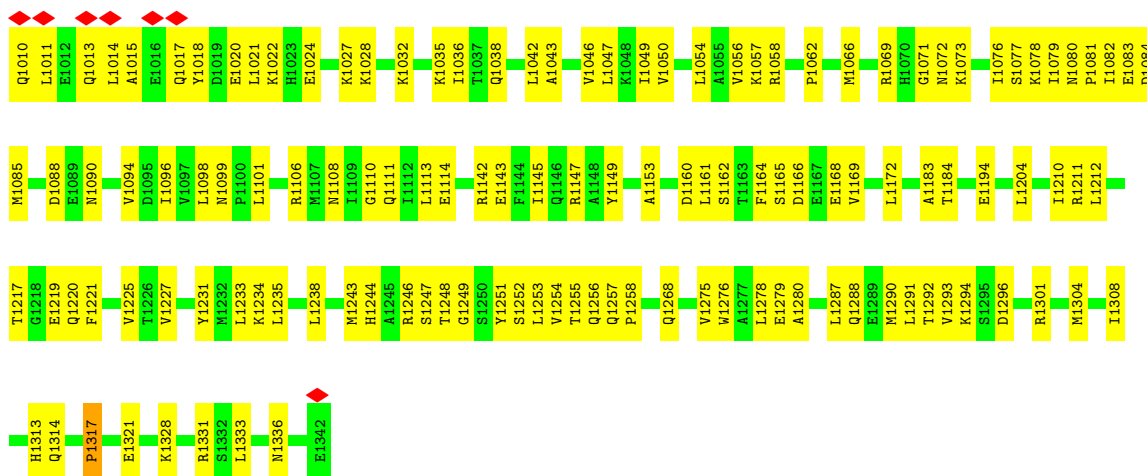 Q1010 L1011 E1012 Q1013 L1014 A1015 E1016 Q1017 Y1018 D1019 E1020 L1021 K1022 H1023 E1024 K1027 K1028 K1032 K1035 I1036 T1037 Q1038 L1042 A1043 V1046 L1047 K1048 I1049 V1050 L1054 A1055 V1056 K1057 R1058 P1062 M1066 R1069 H1070 G1071 N1072 K1073 I1076 S1077 K1078 I1079 N1080 P1081 I1082 E1083 D1084
M1085 D1088 E1089 N1090 V1094 D1095 I1096 V1097 L1098 N1099 P1100 L1101 R1106 M1107 N1108 I1109 G1110 Q1111 I1112 L1113 E1114 R1142 E1143 F1144 I1145 Q1146 R1147 A1148 Y1149 A1153 D1160 L1161 S1162 T1163 F1164 S1165 D1166 E1167 E1168 V1169 L1172 A1183 T1184 E1194 L1204 I1210 R1211 L1212
T1217 G1218 E1219 Q1220 F1221 V1225 T1226 V1227 Y1231 M1232 L1233 K1234 L1235 L1238 M1243 H1244 A1245 R1246 S1247 T1248 G1249 S1250 Y1251 S1252 L1253 V1254 T1255 Q1256 Q1257 P1258 Q1268 V1275 W1276 A1277 L1278 E1279 A1280 L1287 Q1288 E1289 M1290 L1291 T1292 V1293 K1294 S1295 D1296 R1301 M1304 I1308
H1313 Q1314 P1317 E1321 K1328 R1331 S1332 L1333 N1336 E1342